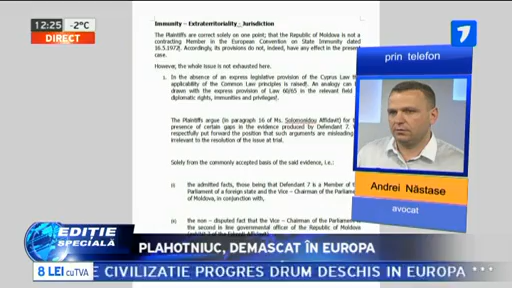 12:25 -2°C
DIRECT
Immunity – Extraterritoriality – Jurisdiction
The Plaintiffs are correct solely on one point; that the Republic of Moldova is not a
contracting Member in the European Convention on State Immunity dated
16.5.1972]. Accordingly, its provisions do not, indeed, have any effect in the present
case.
However, the whole issue is not exhausted here.
1. In the absence of an express legislative provision of the Cyprus Law the
applicability of the Common Law principles is raised. An analogy can
drawn with the express provision of Law 60/65 in the relevant field
diplomatic rights, immunities and privileges.
The Plaintiffs argue (in paragraph 16 of Ms. Solomonidou Affidavit) for the
presence of certain gaps in the evidence produced by Defendant 7.
respectfully put forward the position that such arguments are misleading
irrelevant to the resolution of the issue at trial.
Solely from the commonly accepted basis of the said evidence, i.e.:
(i) the admitted facts, those being that Defendant 7 is a Member of the
Parliament of a foreign state and the Vice – Chairman of the Parliament
of Moldova, in conjunction with,
(ii) the non – disputed fact that the Vice – Chairman of the Parliament
the second in line governmental officer of the Republic of Moldova
prin telefon
Andrei Năstase
avocat
7
EDIȚIE
SPECIALĂ
PLAHOTNIUC, DEMASCAT ÎN EUROPA
8 LEI CU TVA
E CIVILIZATIE PROGRES DRUM DESCHIS IN EUROPA